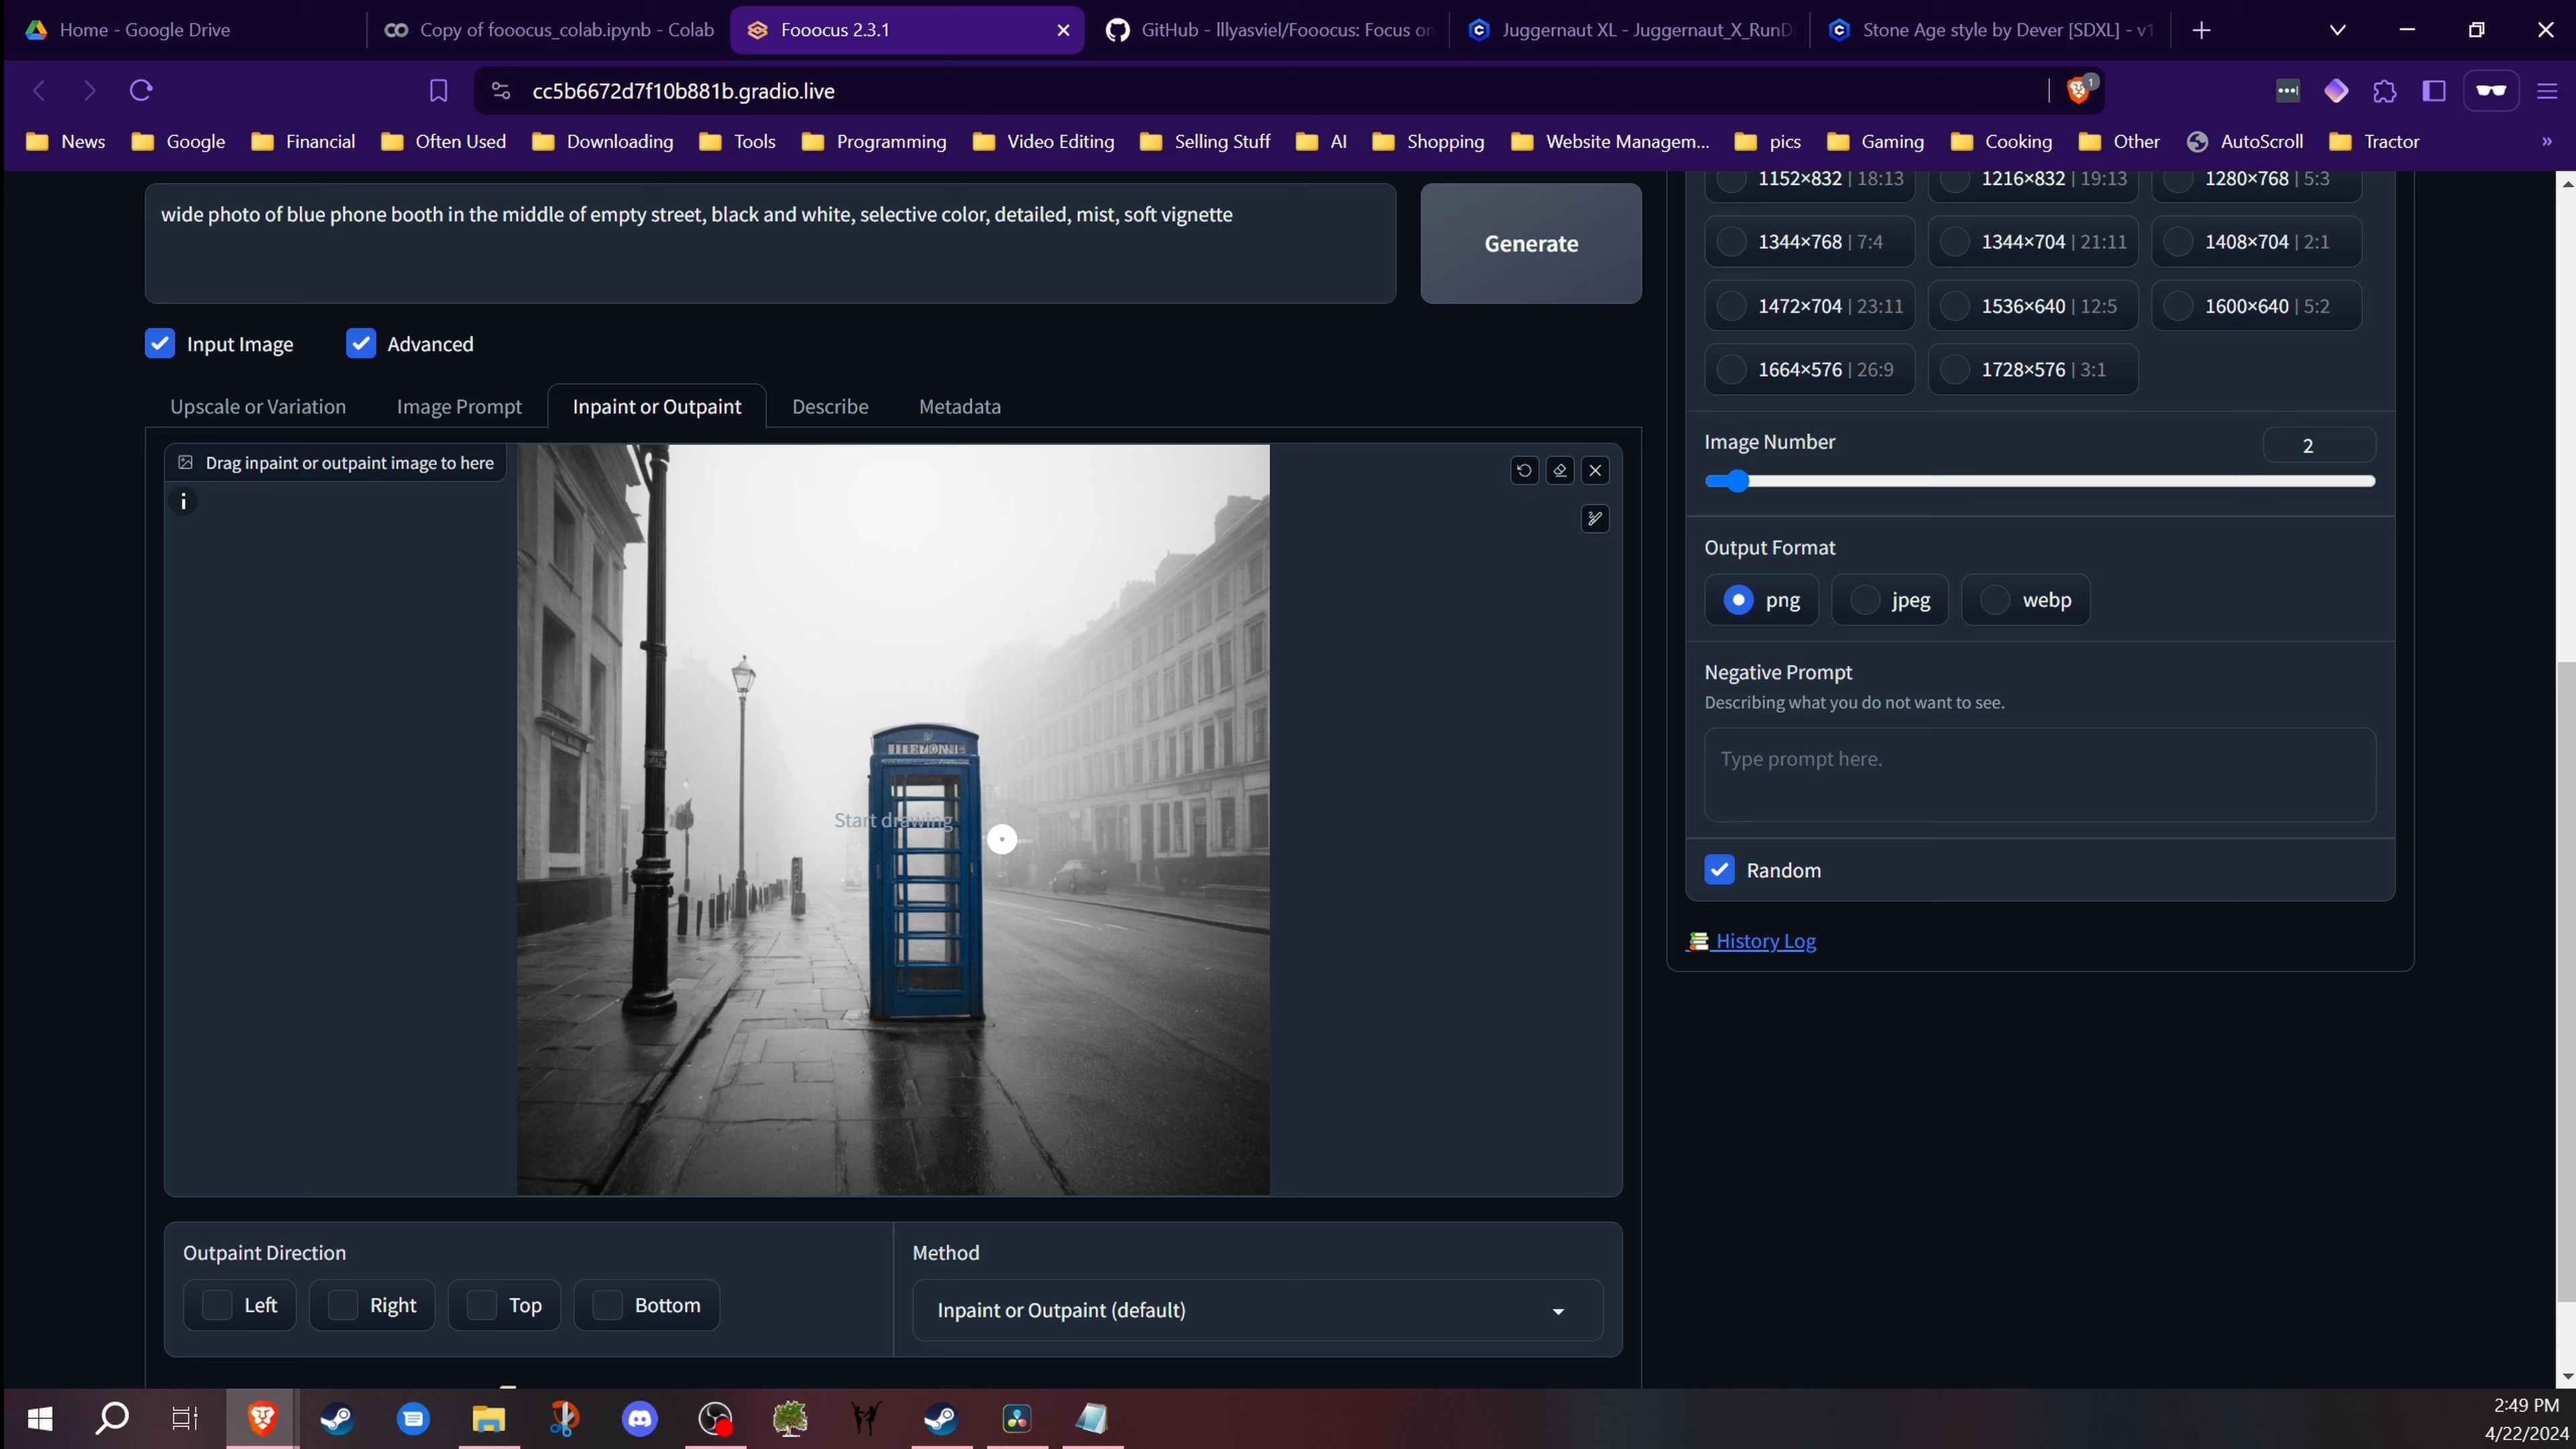 Home - Google Drive
Copy of fooocus_colab.ipynb - Colab
Fooocus 2.3.1
GitHub - lllyasviel/Fooocus: Focus on
Juggernaut XL - Juggernaut_X_RunD
Stone Age style by Dever [SDXL] - v1
cc5b6672d7f10b881b.gradio.live
1
News
Google
Financial
Often Used
Downloading
Tools
Programming
Video Editing
Selling Stuff
AI
Shopping
Website Managem...
pics
Gaming
Cooking
Other
AutoScroll
Tractor
»
wide photo of blue phone booth in the middle of empty street, black and white, selective color, detailed, mist, soft vignette
Generate
Input Image
Advanced
Upscale or Variation
Image Prompt
Inpaint or Outpaint
Describe
Metadata
Drag inpaint or outpaint image to here
i
Start drawing
Outpaint Direction
Left
Right
Top
Bottom
Method
Inpaint or Outpaint (default)
1152×832 | 18:13
1216×832 | 19:13
1280×768 | 5:3
1344×768 | 7:4
1344×704 | 21:11
1408×704 | 2:1
1472×704 | 23:11
1536×640 | 12:5
1600×640 | 5:2
1664×576 | 26:9
1728×576 | 3:1
Image Number
2
Output Format
png
jpeg
webp
Negative Prompt
Describing what you do not want to see.
Type prompt here.
Random
History Log
2:49 PM
4/22/2024